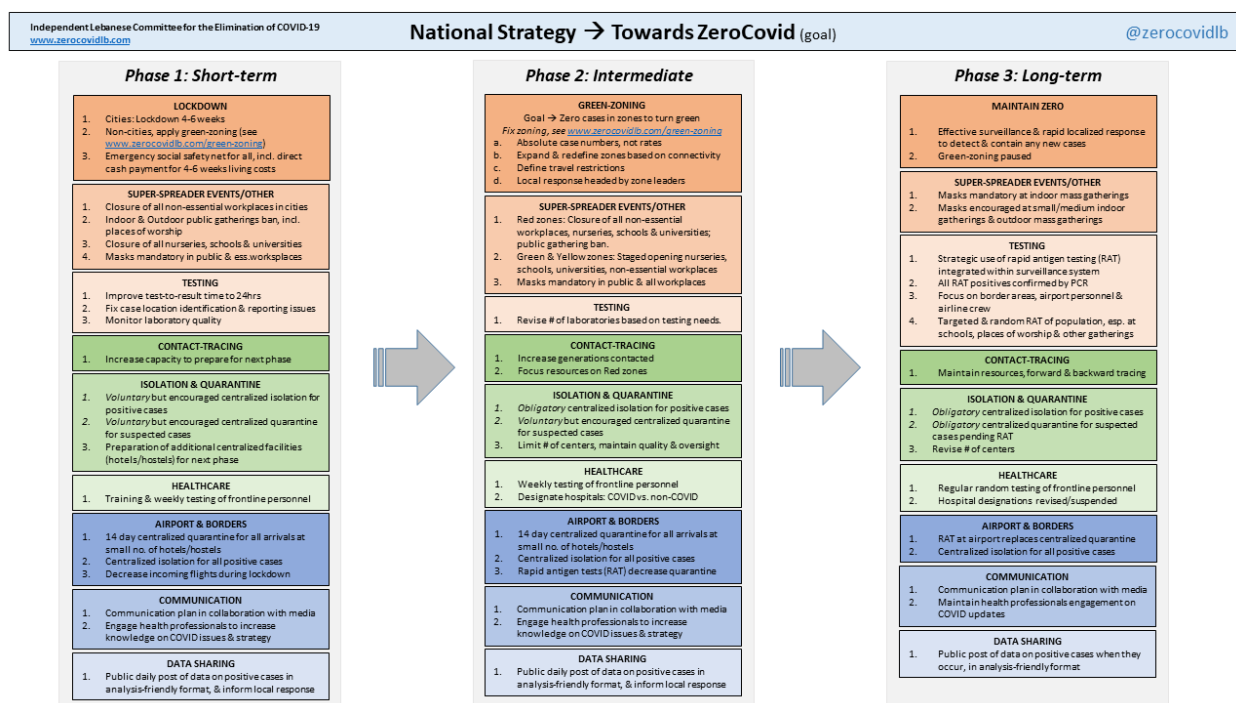 Independent Lebanese Committee for the Elimination of COVID-19
www.zerocovidlb.com
National Strategy → Towards ZeroCovid (goal)
@zerocovidlb
Phase 1: Short-term
LOCKDOWN
1. Cities: Lockdown 4-6 weeks
2. Non-cities, apply green-zoning (see
www.zerocovidlb.com/green-zoning)
3. Emergency social safety net for all, incl. direct
cash payment for 4-6 weeks living costs
SUPER-SPREADER EVENTS/OTHER
1. Closure of all non-essential workplaces in cities
2. Indoor & Outdoor public gatherings ban, incl.
places of worship
3. Closure of all nurseries, schools & universities
4. Masks mandatory in public & ess.worksplaces
TESTING
1. Improve test-to-result time to 24hrs
2. Fix case location identification & reporting issues
3. Monitor laboratory quality
CONTACT-TRACING
1. Increase capacity to prepare for next phase
ISOLATION & QUARANTINE
1. Voluntary but encouraged centralized isolation for
positive cases
2. Voluntary but encouraged centralized quarantine
for suspected cases
3. Preparation of additional centralized facilities
(hotels/hostels) for next phase
HEALTHCARE
1. Training & weekly testing of frontline personnel
AIRPORT & BORDERS
1. 14 day centralized quarantine for all arrivals at
small no. of hotels/hostels
2. Centralized isolation for all positive cases
3. Decrease incoming flights during lockdown
COMMUNICATION
1. Communication plan in collaboration with media
2. Engage health professionals to increase
knowledge on COVID issues & strategy
DATA SHARING
1. Public daily post of data on positive cases in
analysis-friendly format, & inform local response
Phase 2: Intermediate
GREEN-ZONING
Goal → Zero cases in zones to turn green
Fix zoning, see www.zerocovidlb.com/green-zoning
a. Absolute case numbers, not rates
b. Expand & redefine zones based on connectivity
c. Define travel restrictions
d. Local response headed by zone leaders
SUPER-SPREADER EVENTS/OTHER
1. Red zones: Closure of all non-essential
workplaces, nurseries, schools & universities;
public gathering ban.
2. Green & Yellow zones: Staged opening nurseries,
schools, universities, non-essential workplaces
3. Masks mandatory in public & all workplaces
TESTING
1. Revise # of laboratories based on testing needs.
CONTACT-TRACING
1. Increase generations contacted
2. Focus resources on Red zones
ISOLATION & QUARANTINE
1. Obligatory centralized isolation for positive cases
2. Voluntary but encouraged centralized quarantine
for suspected cases
3. Limit # of centers, maintain quality & oversight
HEALTHCARE
1. Weekly testing of frontline personnel
2. Designate hospitals: COVID vs. non-COVID
AIRPORT & BORDERS
1. 14 day centralized quarantine for all arrivals at
small no. of hotels/hostels
2. Centralized isolation for all positive cases
3. Rapid antigen tests (RAT) decrease quarantine
COMMUNICATION
1. Communication plan in collaboration with media
2. Engage health professionals to increase
knowledge on COVID issues & strategy
DATA SHARING
1. Public daily post of data on positive cases in
analysis-friendly format, & inform local response
Phase 3: Long-term
MAINTAIN ZERO
1. Effective surveillance & rapid localized response
to detect & contain any new cases
2. Green-zoning paused
SUPER-SPREADER EVENTS/OTHER
1. Masks mandatory at indoor mass gatherings
2. Masks encouraged at small/medium indoor
gatherings & outdoor mass gatherings
TESTING
1. Strategic use of rapid antigen testing (RAT)
integrated within surveillance system
2. All RAT positives confirmed by PCR
3. Focus on border areas, airport personnel &
airline crew
4. Targeted & random RAT of population, esp. at
schools, places of worship & other gatherings
CONTACT-TRACING
1. Maintain resources, forward & backward tracing
ISOLATION & QUARANTINE
1. Obligatory centralized isolation for positive cases
2. Obligatory centralized quarantine for suspected
cases pending RAT
3. Revise # of centers
HEALTHCARE
1. Regular random testing of frontline personnel
2. Hospital designations revised/suspended
AIRPORT & BORDERS
1. RAT at airport replaces centralized quarantine
2. Centralized isolation for all positive cases
COMMUNICATION
1. Communication plan in collaboration with media
2. Maintain health professionals engagement on
COVID updates
DATA SHARING
1. Public post of data on positive cases when they
occur, in analysis-friendly format